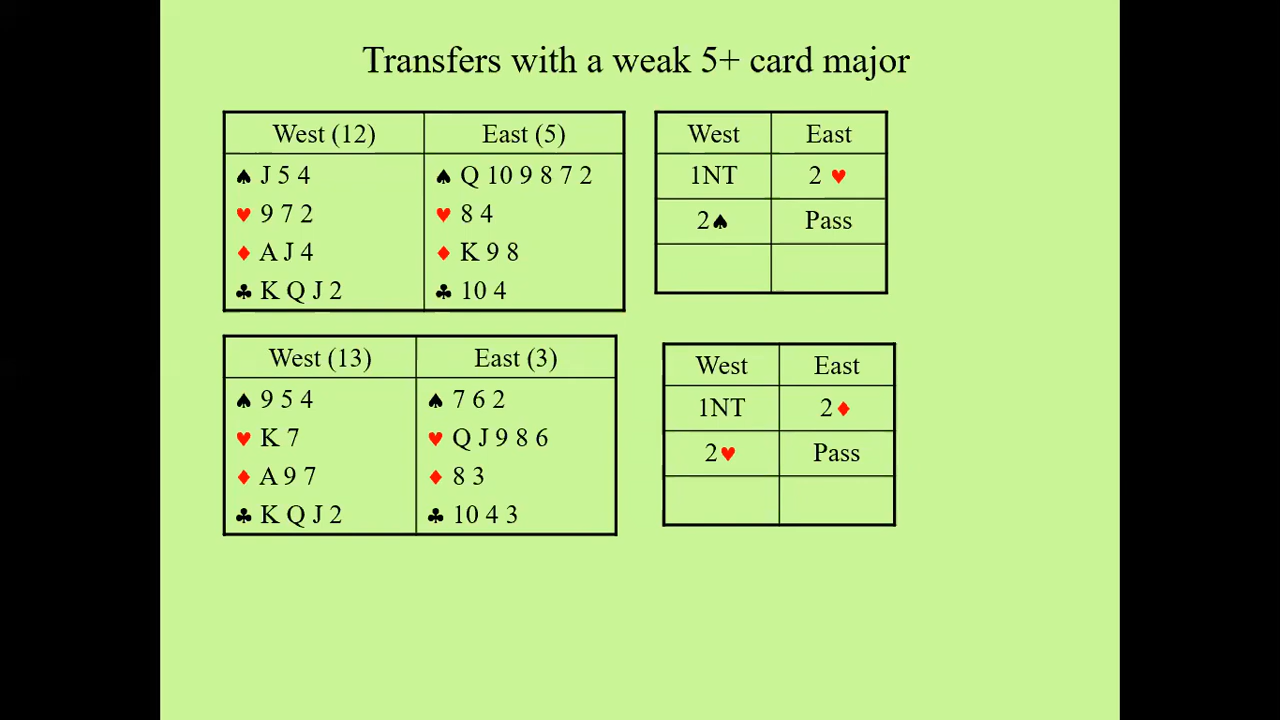 Transfers with a weak 5+ card major
West (12) East (5)
♠ J 5 4 ♠ Q 10 9 8 7 2
♥ 9 7 2 ♥ 8 4
♦ A J 4 ♦ K 9 8
♣ K Q J 2 ♣ 10 4
West East
1NT 2 ♥
2♠ Pass
West (13) East (3)
♠ 9 5 4 ♠ 7 6 2
♥ K 7 ♥ Q J 9 8 6
♦ A 9 7 ♦ 8 3
♣ K Q J 2 ♣ 10 4 3
West East
1NT 2♦
2♥ Pass